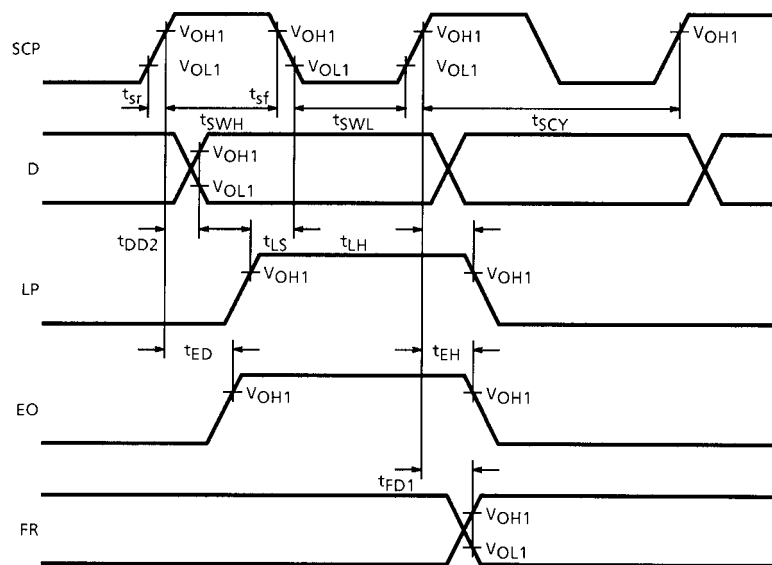 SCP VOH1 VOH1 VOH1 VOH1
VOL1 VOL1 VOL1
tsr tsf
tSWH tSWL tSCY
D VOH1
VOL1
tDD2 tLS tLH
LP VOH1 VOH1
tED tEH
EO VOH1 VOH1
tFD1
FR VOH1
VOL1